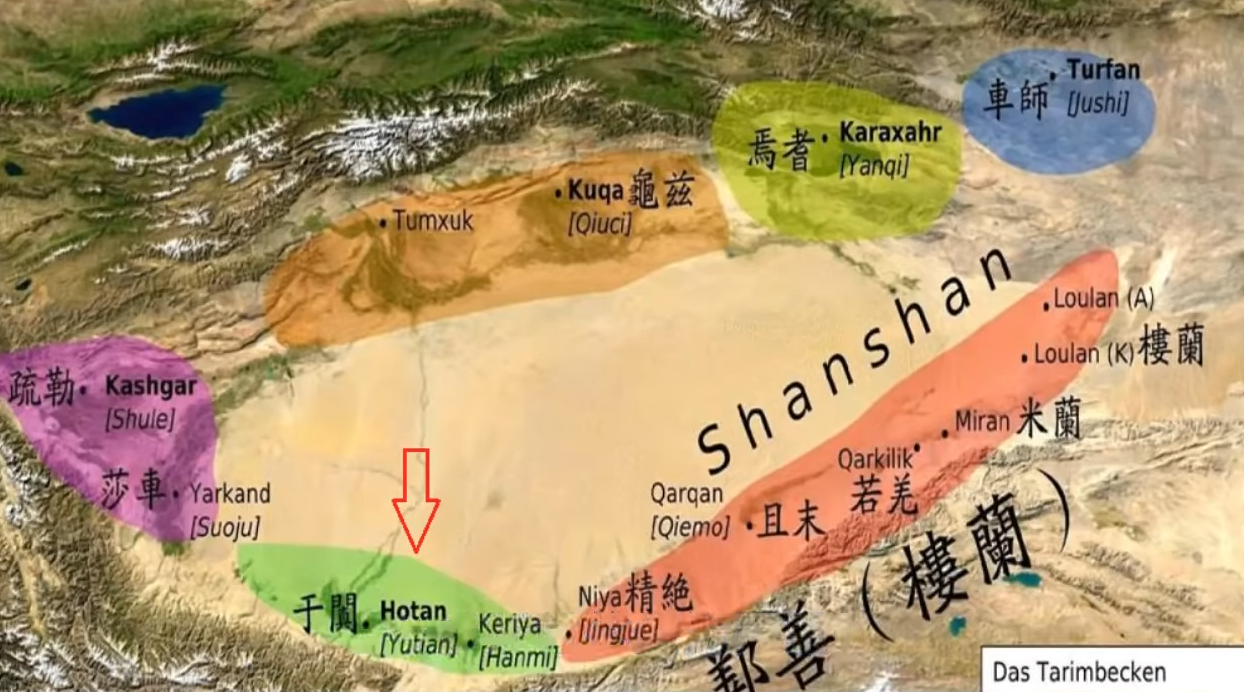 車師 Turfan
[Jushi]
焉耆 Karaxahr
[Yanqi]
Kuqa 龜兹
[Qiuci]
Tumxuk
Shanshan
Loulan (A)
Loulan (K) 樓蘭
疏勒 Kashgar
[Shule]
Miran 米蘭
Qarkilik
若羌
莎車 Yarkand
[Suoju]
Qarqan
[Qiemo] 且末
鄯善(樓蘭)
Niya 精絶
[Jingjue]
于闐 Hotan
[Yutian]
Keriya
[Hanmi]
Das Tarimbecken